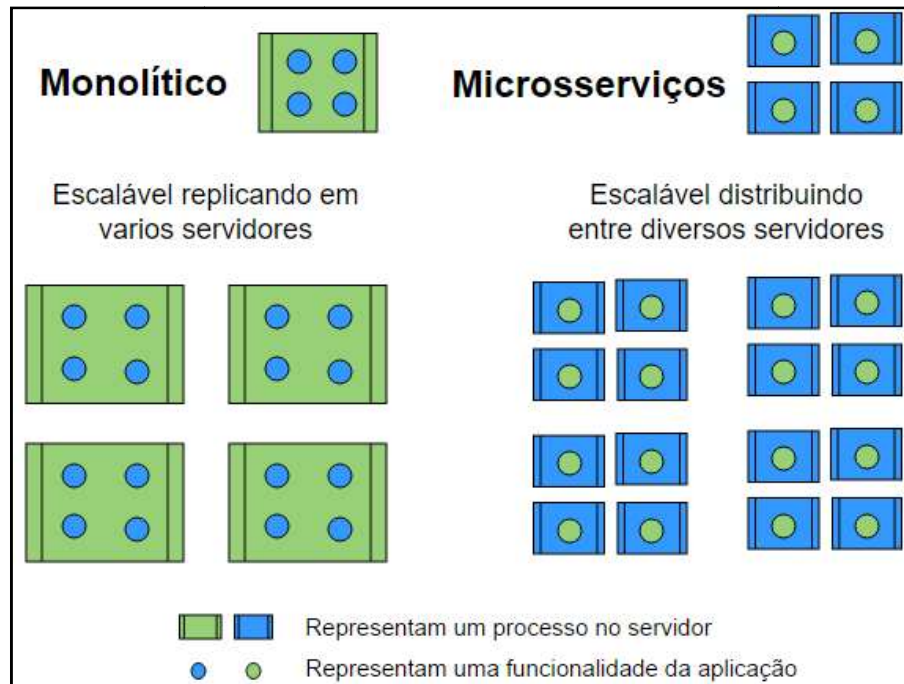 Monolítico
Microsserviços
Escalável replicando em
varios servidores
Escalável distribuindo
entre diversos servidores
Representam um processo no servidor
Representam uma funcionalidade da aplicação